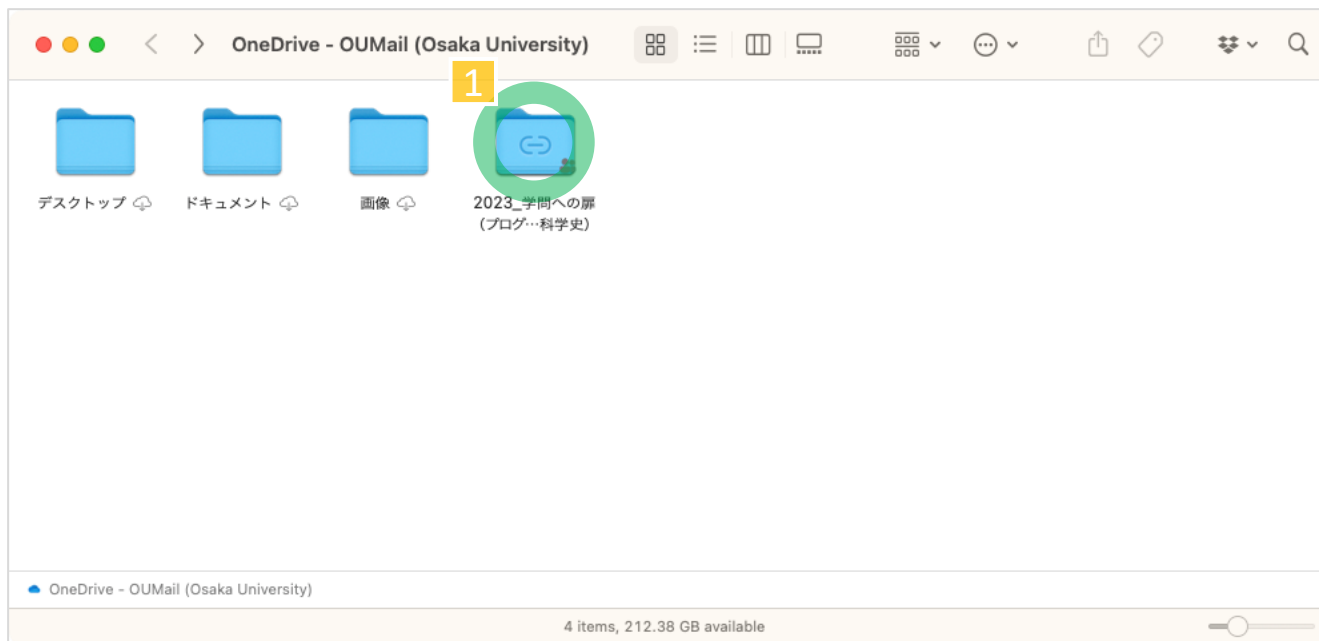 OneDrive - OUMail (Osaka University)
1
デスクトップ
ドキュメント
画像
2023_学問への扉
(プログ…科学史)
OneDrive - OUMail (Osaka University)
4 items, 212.38 GB available